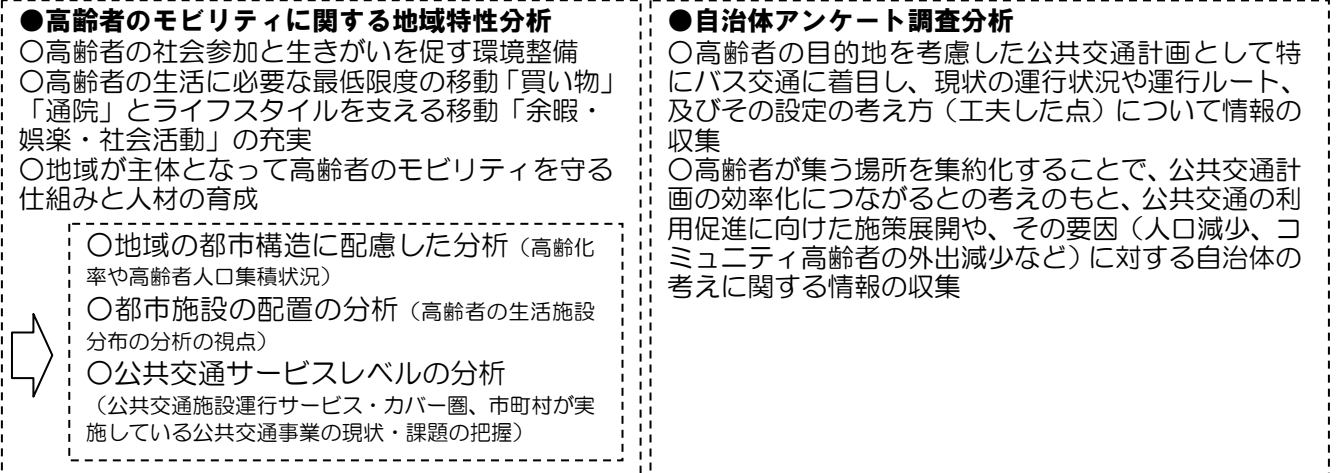 ●高齢者のモビリティに関する地域特性分析
〇高齢者の社会参加と生きがいを促す環境整備
〇高齢者の生活に必要な最低限度の移動「買い物」
「通院」とライフスタイルを支える移動「余暇・
娯楽・社会活動」の充実
〇地域が主体となって高齢者のモビリティを守る
仕組みと人材の育成
〇地域の都市構造に配慮した分析（高齢化
率や高齢者人口集積状況）
〇都市施設の配置の分析（高齢者の生活施設
分布の分析の視点）
〇公共交通サービスレベルの分析
（公共交通施設運行サービス・カバー圏、市町村が実
施している公共交通事業の現状・課題の把握）
●自治体アンケート調査分析
〇高齢者の目的地を考慮した公共交通計画として特
にバス交通に着目し、現状の運行状況や運行ルート、
及びその設定の考え方（工夫した点）について情報の
収集
〇高齢者が集う場所を集約化することで、公共交通計
画の効率化につながるとの考えのもと、公共交通の利
用促進に向けた施策展開や、その要因（人口減少、コ
ミュニティ高齢者の外出減少など）に対する自治体の
考えに関する情報の収集